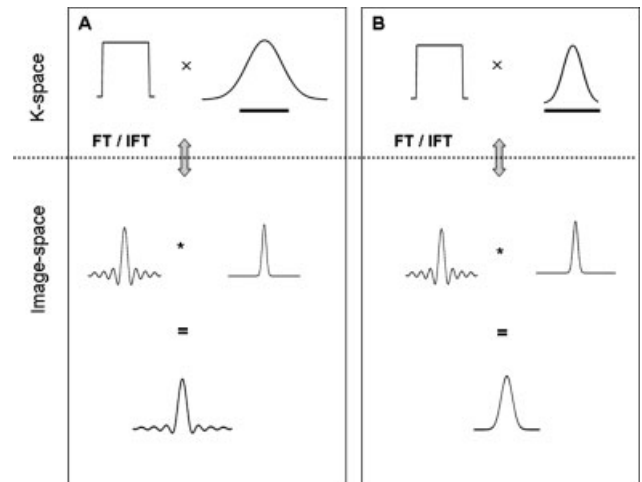 A
B
K-space
×
×
FT / IFT
FT / IFT
Image-space
*
*
=
=